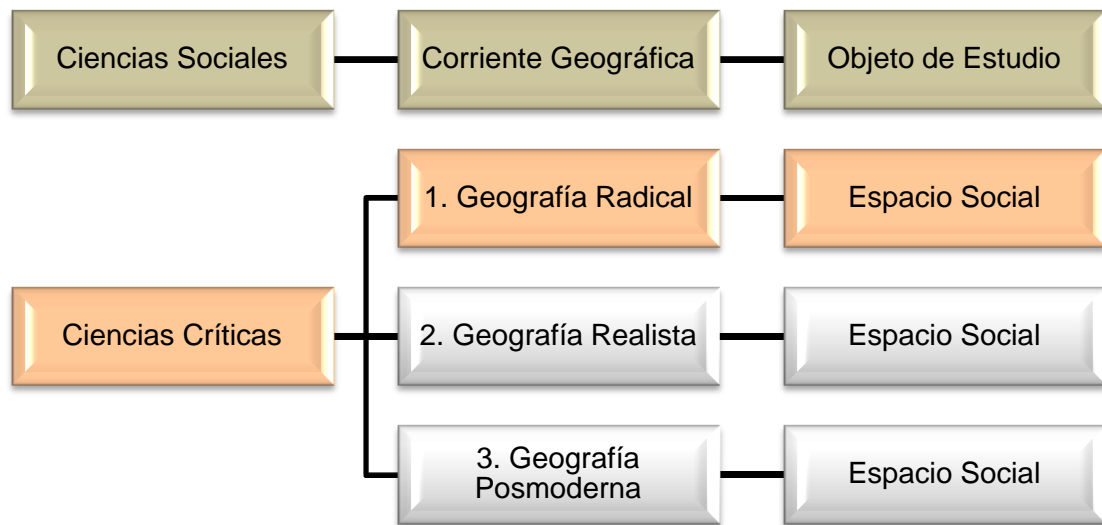 Ciencias Sociales
Corriente Geográfica
Objeto de Estudio
1. Geografía Radical
Espacio Social
Ciencias Críticas
2. Geografía Realista
Espacio Social
3. Geografía
Posmoderna
Espacio Social